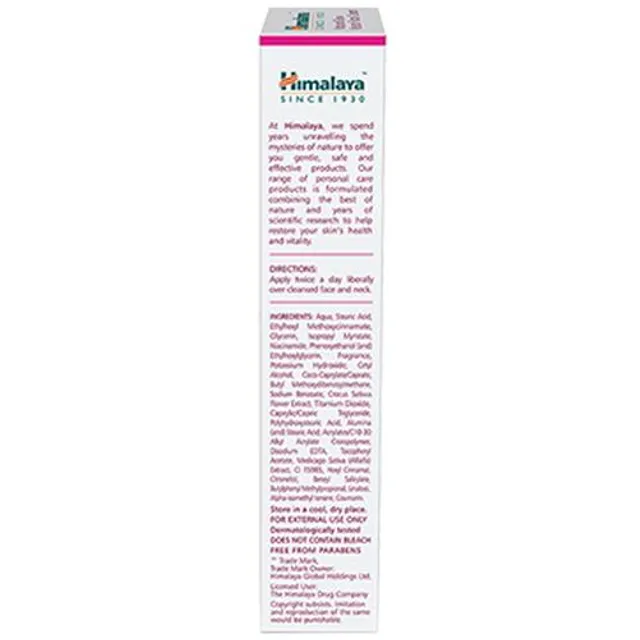 Himalaya
SINCE 1930
At Himalaya, we spend
years unravelling the
mysteries of nature to offer
you gentle, safe and
effective products. Our
range of personal care
products is formulated
combining the best of
nature and years of
scientific research to help
restore your skin's health
and vitality.
DIRECTIONS:
Apply twice a day liberally
over cleansed face and neck.
INGREDIENTS: Aqua, Stearic Acid,
Ethylhexyl Methoxycinnamate,
Glycerin, Isopropyl Myristate,
Niacinamide, Phenoxyethanol (and)
Ethylhexylglycerin, Fragrance,
Potassium Hydroxide, Cetyl
Alcohol, Coco-Caprylate/Caprate,
Butyl Methoxydibenzoylmethane,
Sodium Benzoate, Crocus Sativus
Flower Extract, Titanium Dioxide,
Caprylic/Capric Triglyceride,
Polyhydroxystearic Acid, Alumina
(and) Stearic Acid, Acrylates/C10-30
Alkyl Acrylate Crosspolymer,
Disodium EDTA, Tocopheryl
Acetate, Medicago Sativa (Alfalfa)
Extract, CI 15985, Hexyl Cinnamal,
Citronellol, Benzyl Salicylate,
Butylphenyl Methylpropional, Linalool,
Alpha-isomethyl Ionone, Coumarin.
Store in a cool, dry place.
FOR EXTERNAL USE ONLY
Dermatologically tested
DOES NOT CONTAIN BLEACH
FREE FROM PARABENS
™ Trade Mark,
Trade Mark Owner:
Himalaya Global Holdings Ltd.
Licensed User:
The Himalaya Drug Company
Copyright subsists. Imitation
and reproduction of the same
would be punishable.